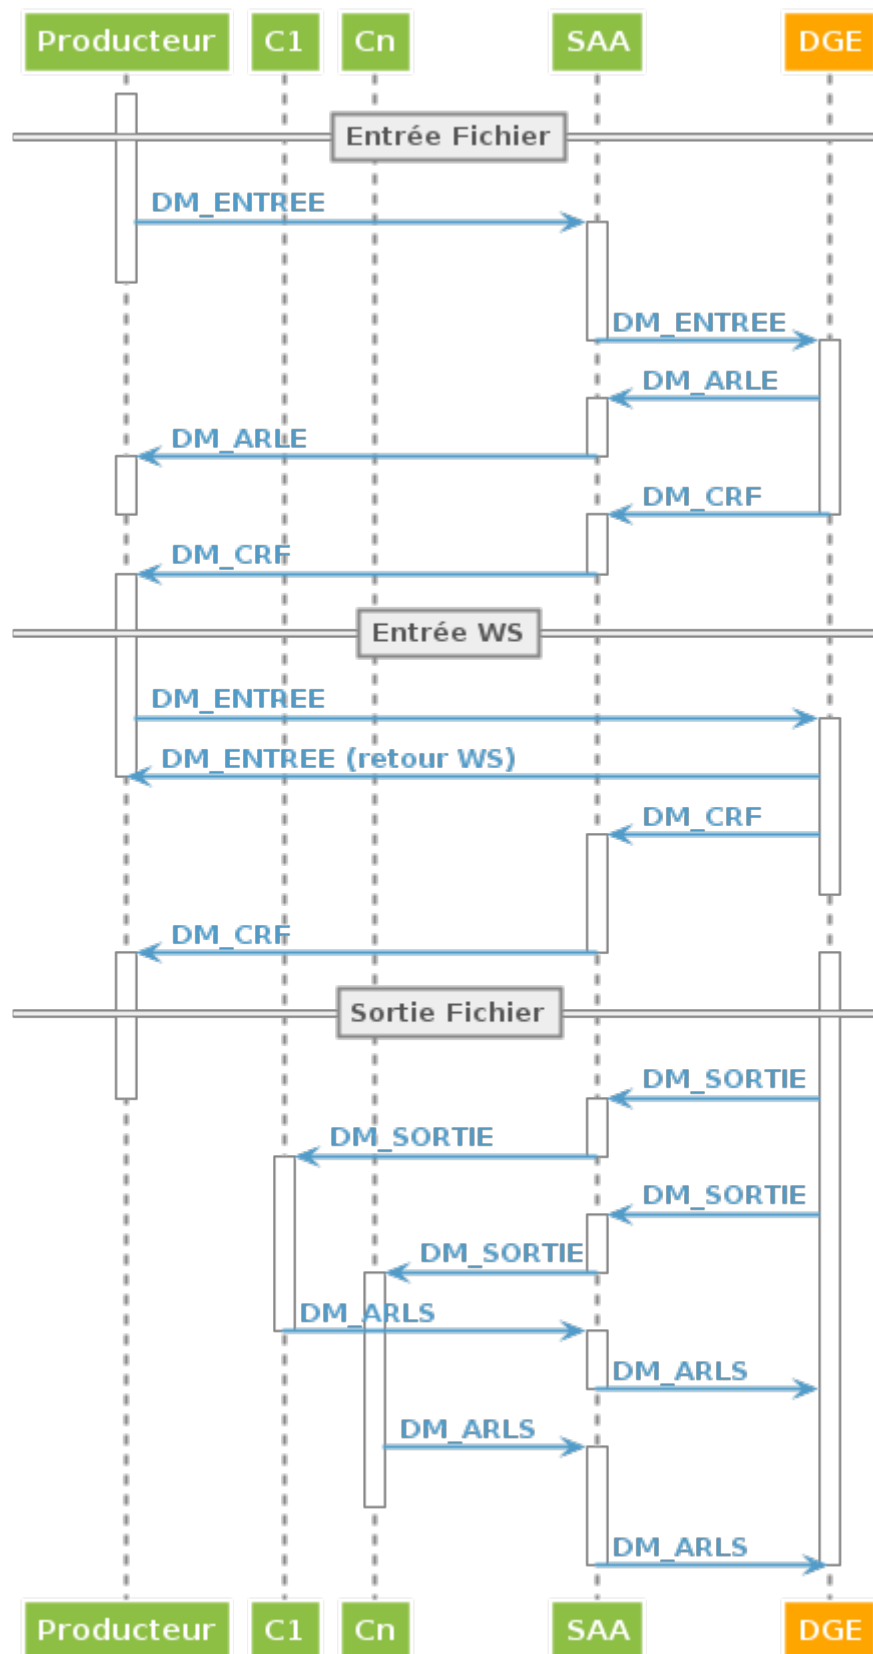 Producteur C1 Cn SAA DGE
Entrée Fichier
DM_ENTREE
DM_ENTREE
DM_ARLE
DM_ARLE
DM_CRF
DM_CRF
Entrée WS
DM_ENTREE
DM_ENTREE (retour WS)
DM_CRF
DM_CRF
Sortie Fichier
DM_SORTIE
DM_SORTIE
DM_SORTIE
DM_SORTIE
DM_ARLS
DM_ARLS
DM_ARLS
DM_ARLS
Producteur C1 Cn SAA DGE